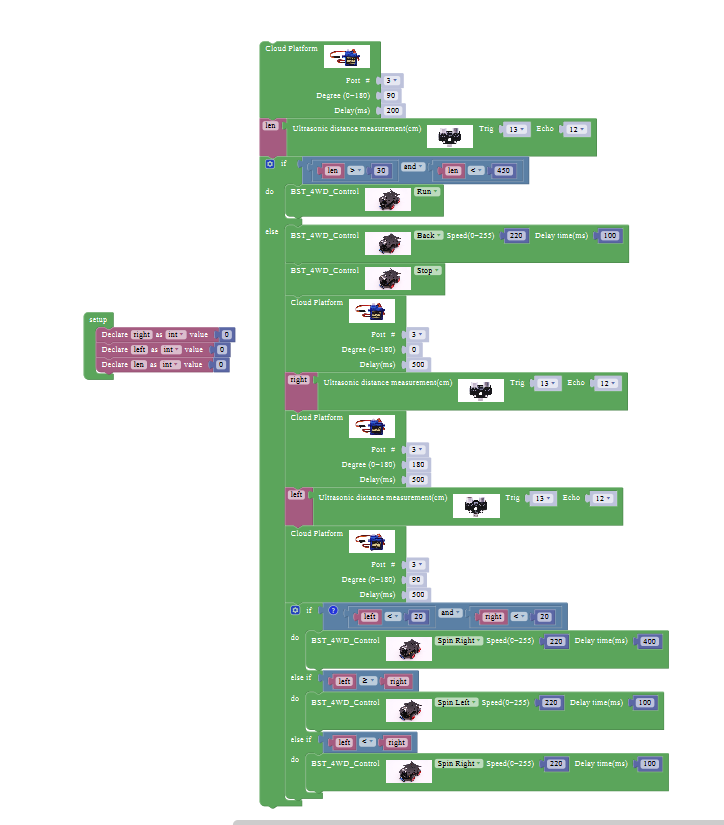 Cloud Platform
Port # 3
Degree (0~180) 90
Delay(ms) 200
len Ultrasonic distance measurement(cm) Trig 13 Echo 12
if len > 30 and len < 450
do BST_4WD_Control Run
else BST_4WD_Control Back Speed(0~255) 220 Delay time(ms) 100
BST_4WD_Control Stop
Cloud Platform
Port # 3
Degree (0~180) 0
Delay(ms) 500
right Ultrasonic distance measurement(cm) Trig 13 Echo 12
Cloud Platform
Port # 3
Degree (0~180) 180
Delay(ms) 500
left Ultrasonic distance measurement(cm) Trig 13 Echo 12
Cloud Platform
Port # 3
Degree (0~180) 90
Delay(ms) 500
if ? left < 20 and right < 20
do BST_4WD_Control Spin Right Speed(0~255) 220 Delay time(ms) 400
else if left ≥ right
do BST_4WD_Control Spin Left Speed(0~255) 220 Delay time(ms) 100
else if left < right
do BST_4WD_Control Spin Right Speed(0~255) 220 Delay time(ms) 100
setup
Declare right as int value 0
Declare left as int value 0
Declare len as int value 0